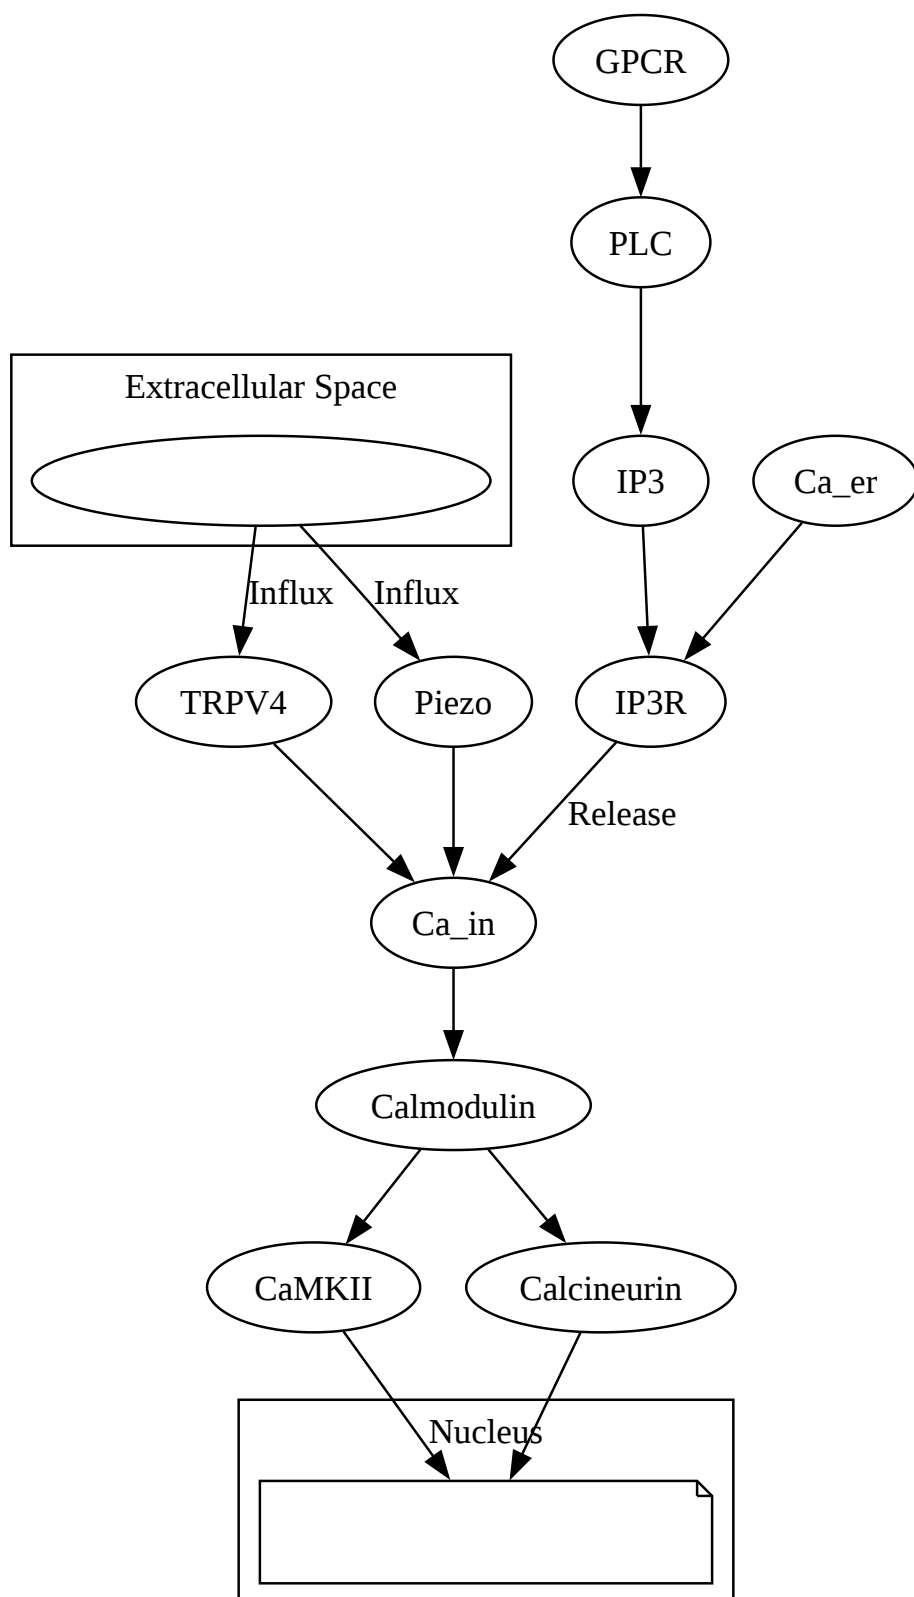 GPCR
PLC
Extracellular Space
IP3
Ca_er
Influx
Influx
TRPV4
Piezo
IP3R
Release
Ca_in
Calmodulin
CaMKII
Calcineurin
Nucleus